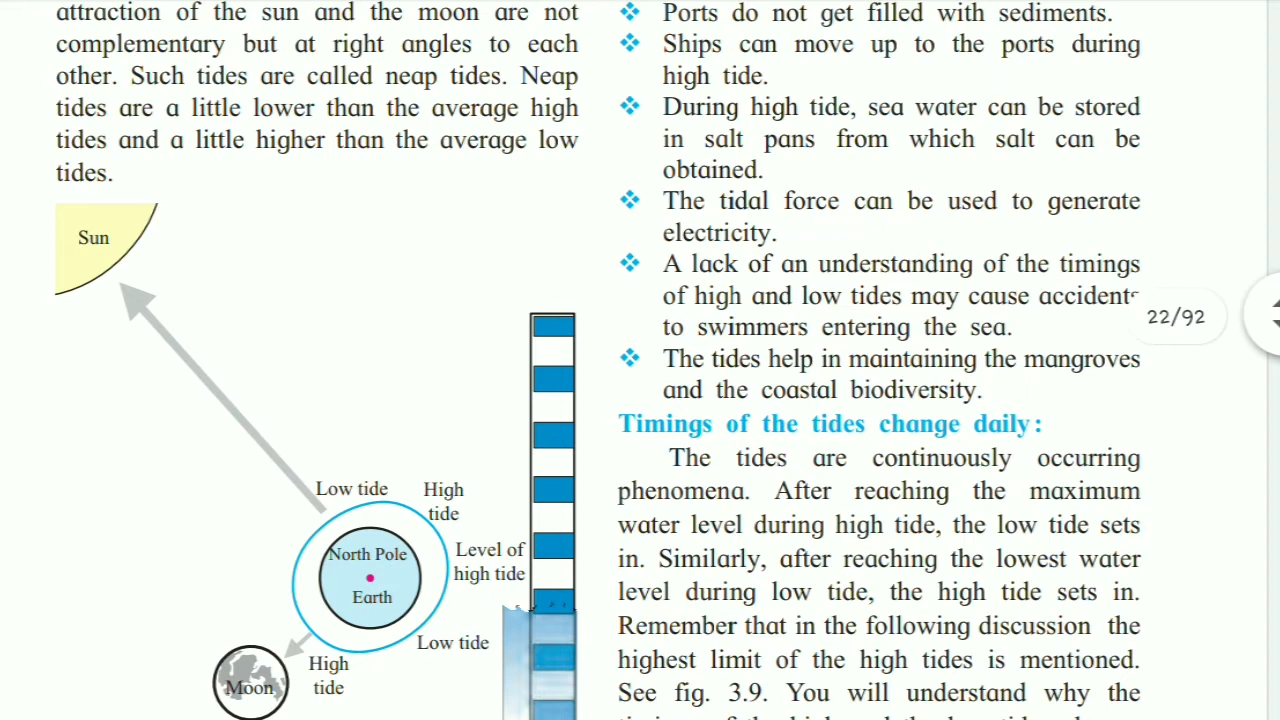 attraction of the sun and the moon are not
complementary but at right angles to each
other. Such tides are called neap tides. Neap
tides are a little lower than the average high
tides and a little higher than the average low
tides.
Sun
Low tide
High
tide
North Pole
Earth
Level of
high tide
Low tide
High
tide
Moon
Ports do not get filled with sediments.
Ships can move up to the ports during
high tide.
During high tide, sea water can be stored
in salt pans from which salt can be
obtained.
The tidal force can be used to generate
electricity.
A lack of an understanding of the timings
of high and low tides may cause accidents
to swimmers entering the sea.
The tides help in maintaining the mangroves
and the coastal biodiversity.
Timings of the tides change daily:
The tides are continuously occurring
phenomena. After reaching the maximum
water level during high tide, the low tide sets
in. Similarly, after reaching the lowest water
level during low tide, the high tide sets in.
Remember that in the following discussion the
highest limit of the high tides is mentioned.
See fig. 3.9. You will understand why the
22/92